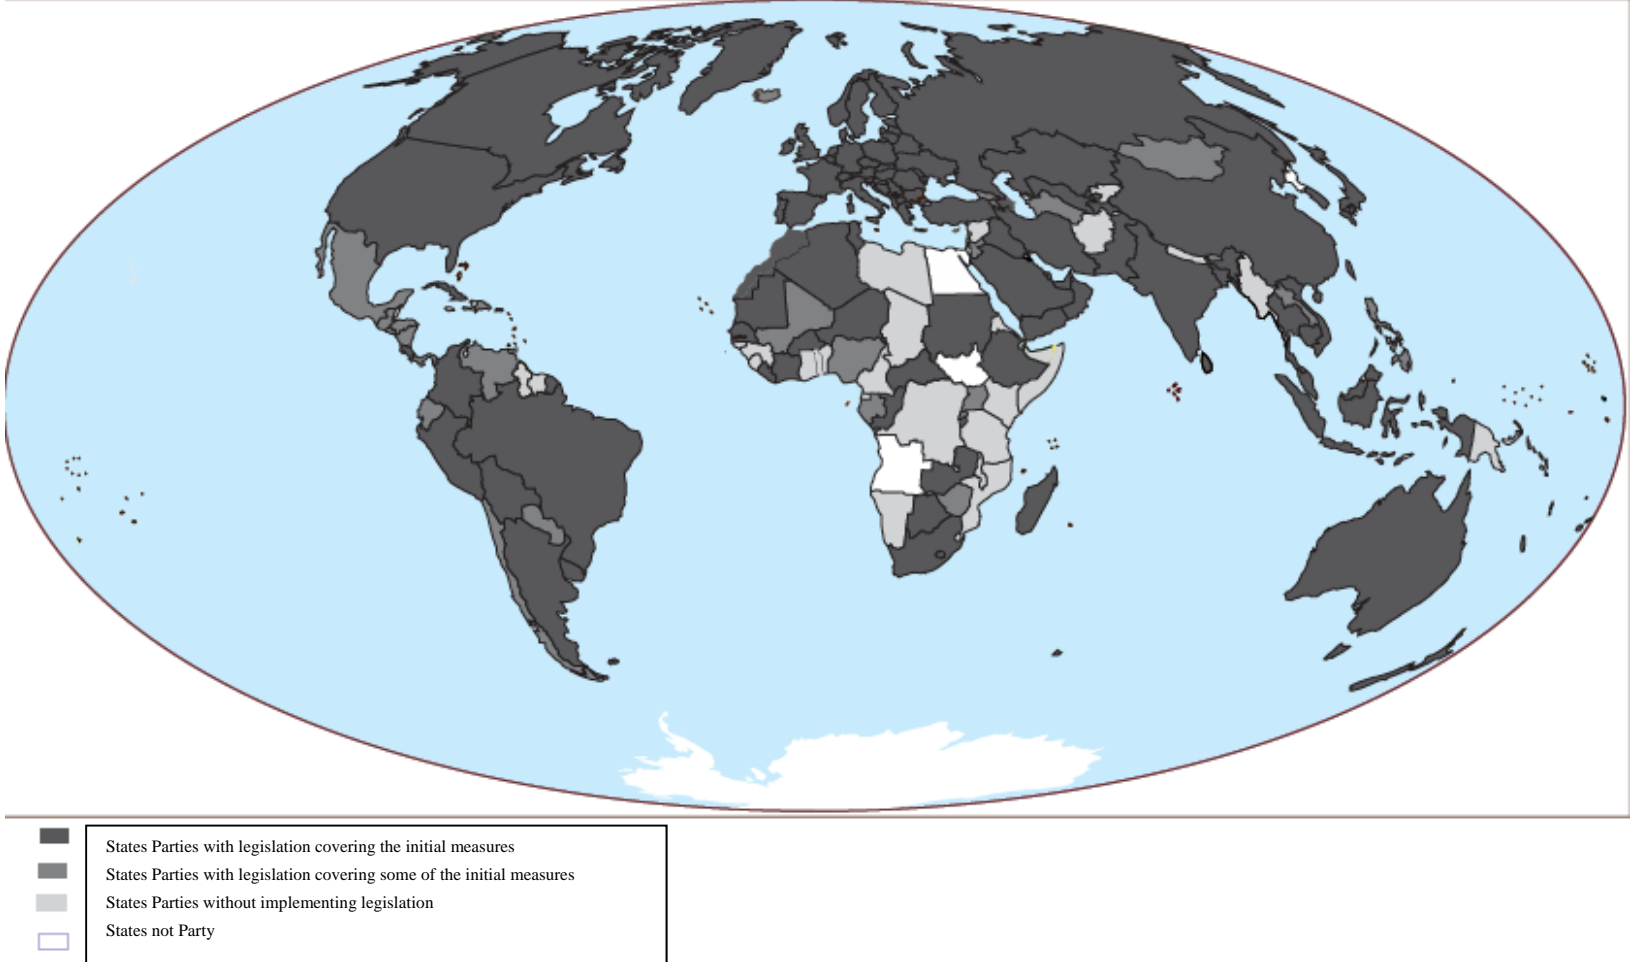 States Parties with legislation covering the initial measures
States Parties with legislation covering some of the initial measures
States Parties without implementing legislation
States not Party